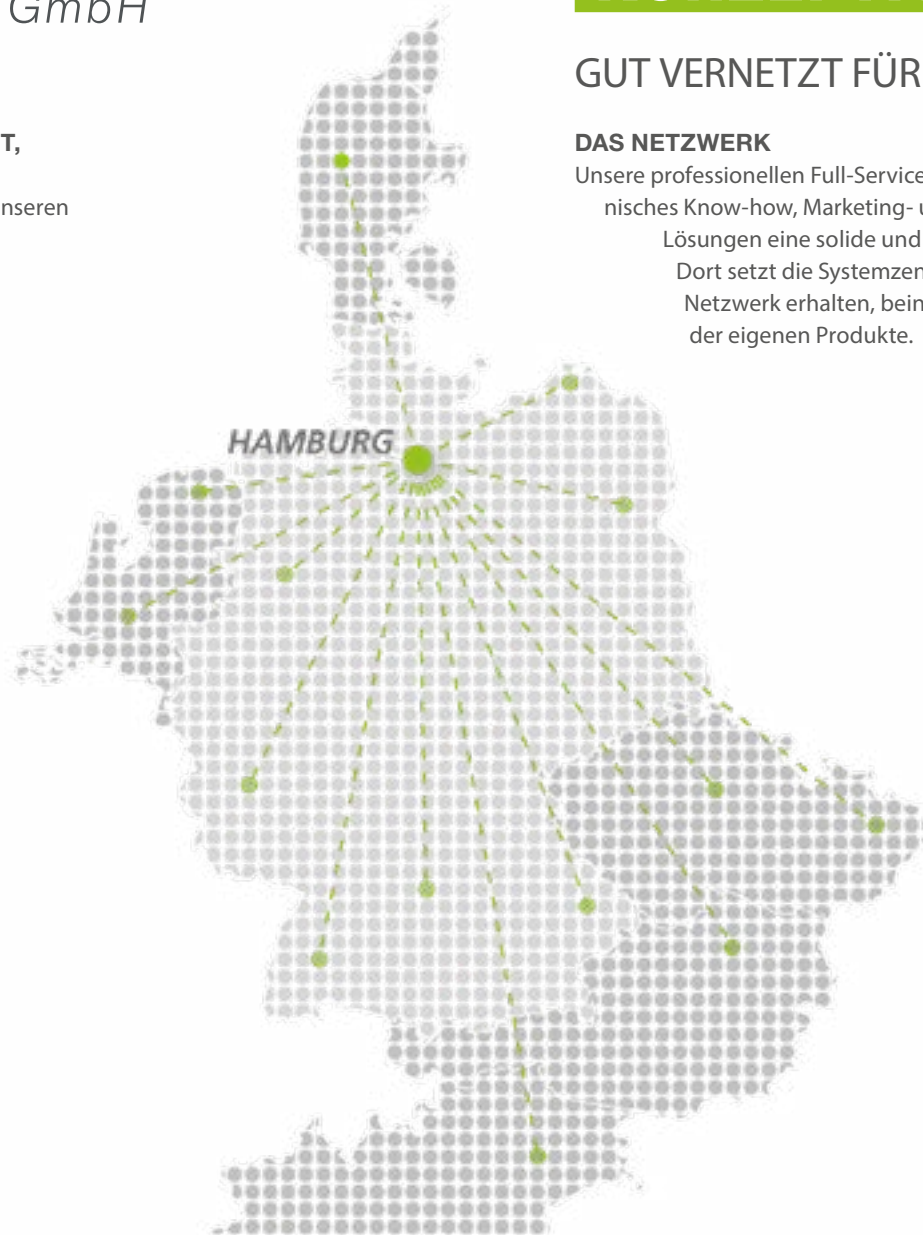 GmbH
T,
nseren
GUT VERNETZT FÜR
DAS NETZWERK
Unsere professionellen Full-Service
nisches Know-how, Marketing- u
Lösungen eine solide und
Dort setzt die Systemzen
Netzwerk erhalten, beim
der eigenen Produkte.
HAMBURG